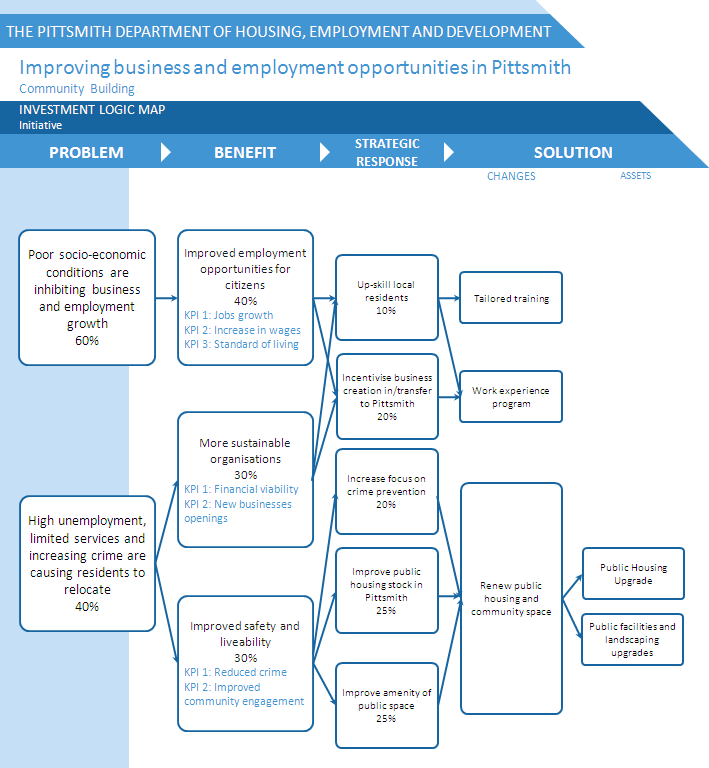 THE PITTSMITH DEPARTMENT OF HOUSING, EMPLOYMENT AND DEVELOPMENT
Improving business and employment opportunities in Pittsmith
Community Building
INVESTMENT LOGIC MAP
Initiative
PROBLEM
BENEFIT
STRATEGIC
RESPONSE
SOLUTION
CHANGES
ASSETS
Poor socio-economic
conditions are
inhibiting business
and employment
growth
60%
High unemployment,
limited services and
increasing crime are
causing residents to
relocate
40%
Improved employment
opportunities for
citizens
40%
KPI 1: Jobs growth
KPI 2: Increase in wages
KPI 3: Standard of living
More sustainable
organisations
30%
KPI 1: Financial viability
KPI 2: New businesses
openings
Improved safety and
liveability
30%
KPI 1: Reduced crime
KPI 2: Improved
community engagement
Up-skill local
residents
10%
Incentivise business
creation in/transfer
to Pittsmith
20%
Increase focus on
crime prevention
20%
Improve public
housing stock in
Pittsmith
25%
Improve amenity of
public space
25%
Tailored training
Work experience
program
Renew public
housing and
community space
Public Housing
Upgrade
Public facilities and
landscaping
upgrades